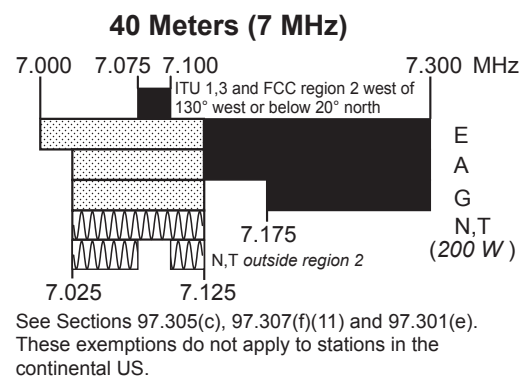 40 Meters (7 MHz)
7.000 7.075 7.100 7.300 MHz
ITU 1,3 and FCC region 2 west of
130° west or below 20° north
E
A
G
N,T
(200 W)
7.175
N,T outside region 2
7.025 7.125
See Sections 97.305(c), 97.307(f)(11) and 97.301(e).
These exemptions do not apply to stations in the
continental US.